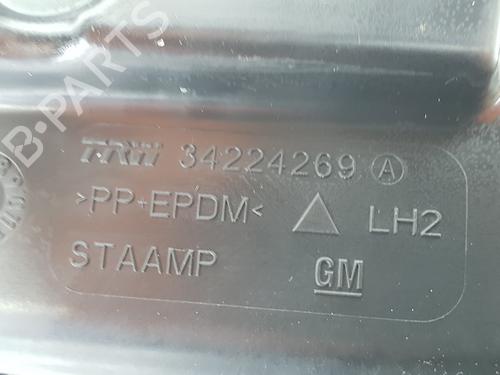 B-PARTS
TRW 34224269 A
>PP+EPDM< LH2
STAAMP GM